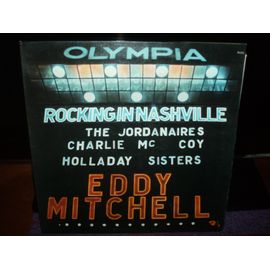 OLYMPIA
ROCKING IN NASHVILLE
THE JORDANAIRES
CHARLIE Mc COY
HOLLADAY SISTERS
EDDY
MITCHELL